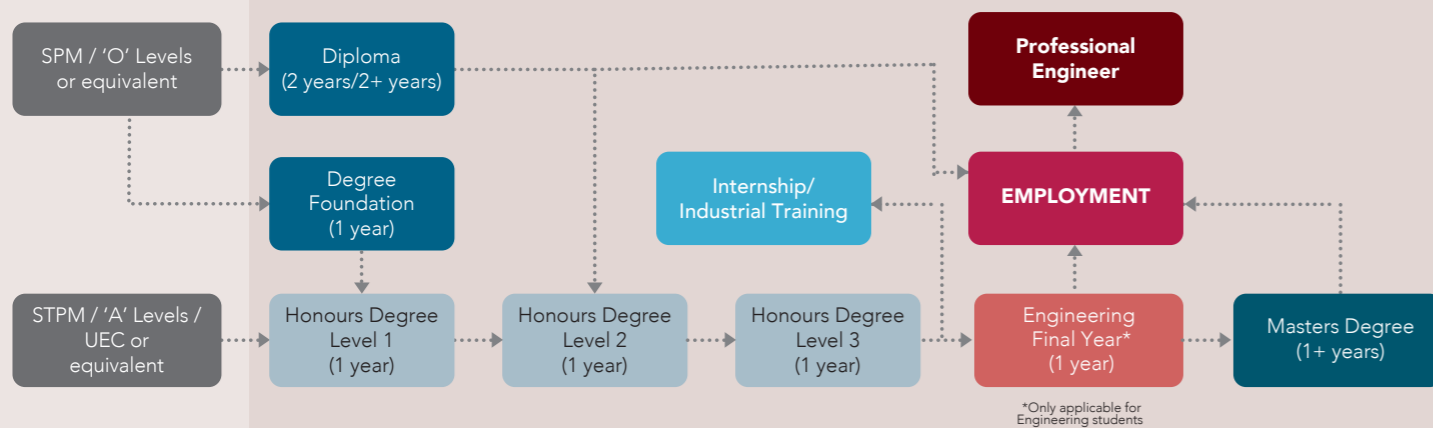 SPM / ‘O’ Levels
or equivalent
Diploma
(2 years/2+ years)
Professional
Engineer
Degree
Foundation
(1 year)
Internship/
Industrial Training
EMPLOYMENT
STPM / ‘A’ Levels /
UEC or
equivalent
Honours Degree
Level 1
(1 year)
Honours Degree
Level 2
(1 year)
Honours Degree
Level 3
(1 year)
Engineering
Final Year*
(1 year)
Masters Degree
(1+ years)
*Only applicable for
Engineering students